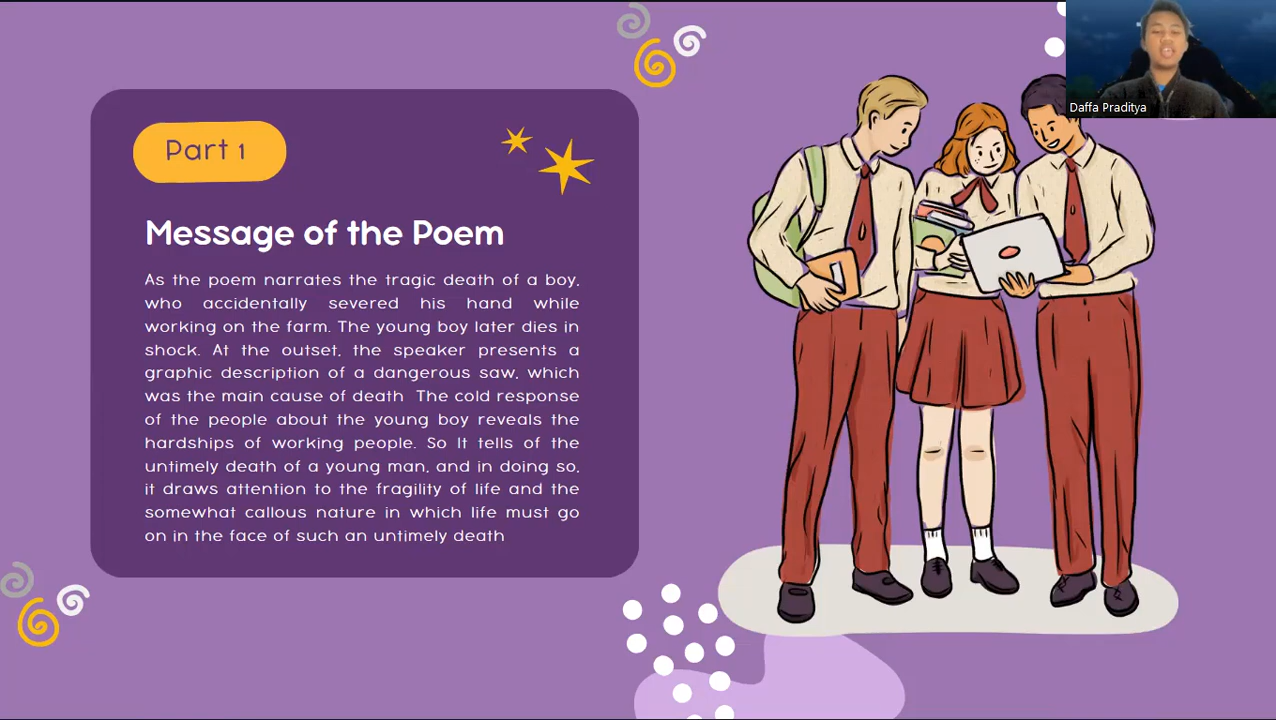 Part 1
Message of the Poem
As the poem narrates the tragic death of a boy,
who accidentally severed his hand while
working on the farm. The young boy later dies in
shock. At the outset, the speaker presents a
graphic description of a dangerous saw, which
was the main cause of death  The cold response
of the people about the young boy reveals the
hardships of working people. So It tells of the
untimely death of a young man, and in doing so,
it draws attention to the fragility of life and the
somewhat callous nature in which life must go
on in the face of such an untimely death
Daffa Praditya